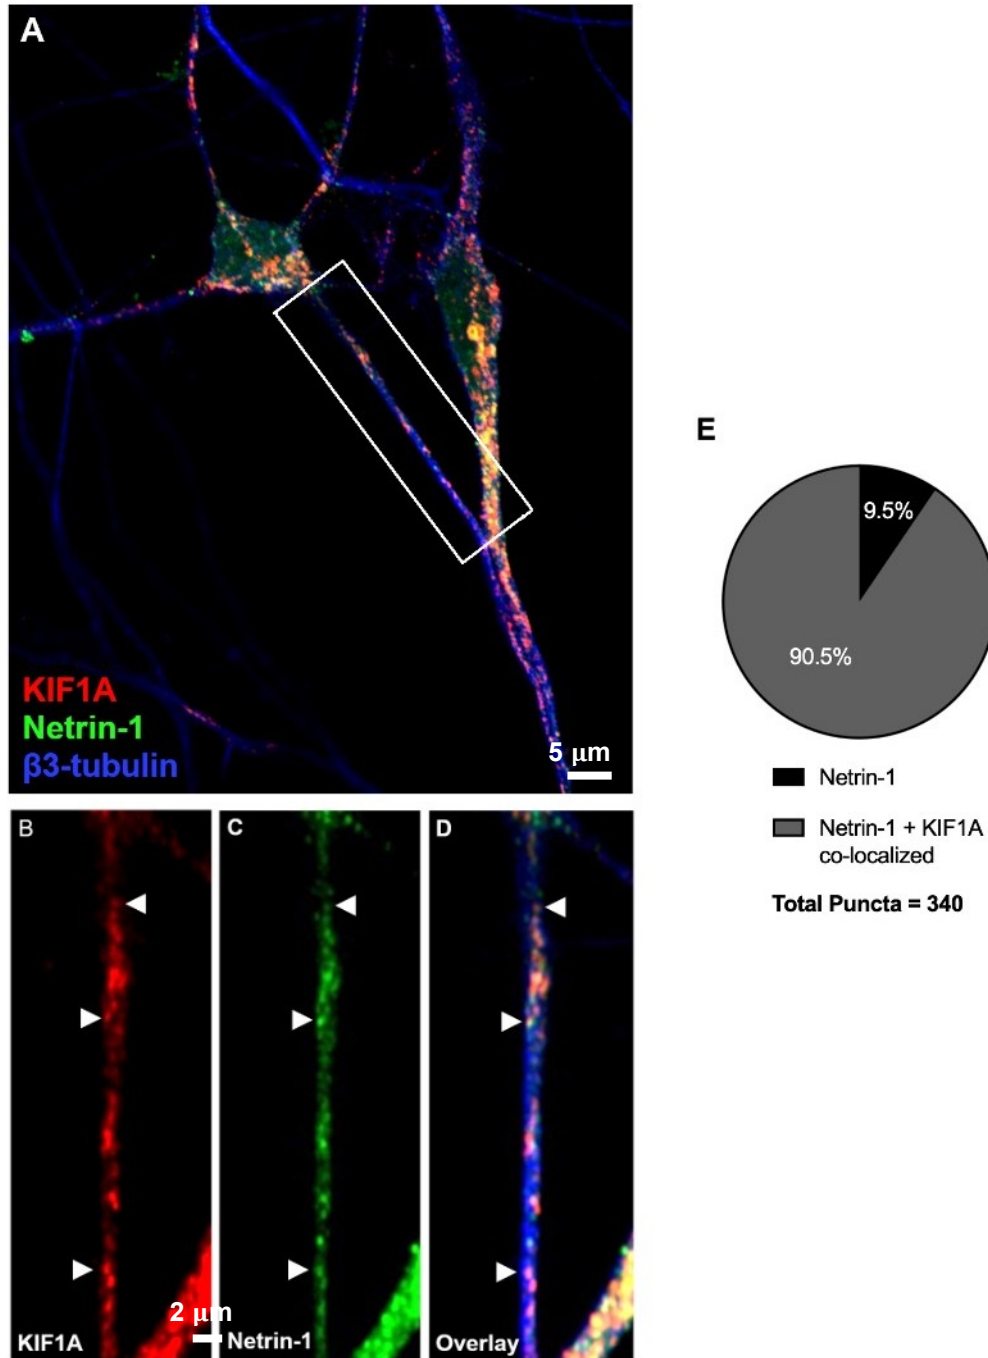 A
KIF1A
Netrin-1
β3-tubulin
5 μm
B
C
D
KIF1A
2 μm
Netrin-1
Overlay
E
9.5%
90.5%
Netrin-1
Netrin-1 + KIF1A
co-localized
Total Puncta = 340